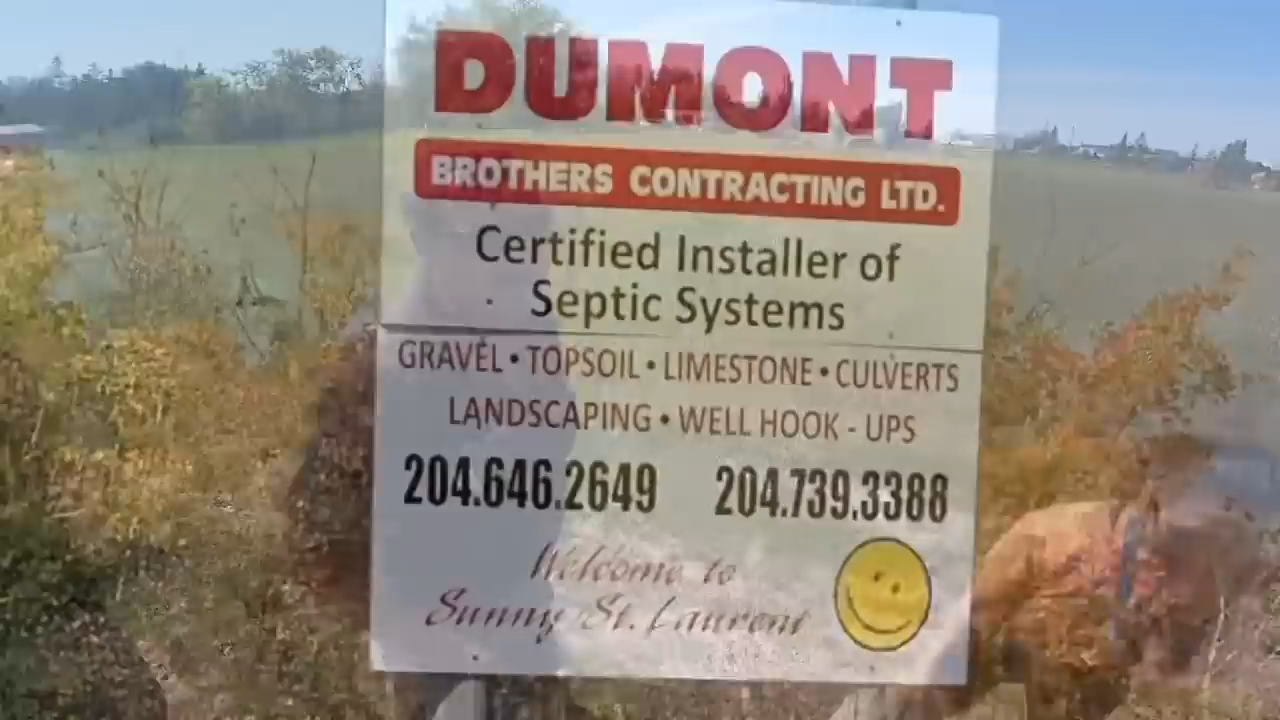 DUMONT
BROTHERS CONTRACTING LTD.
Certified Installer of
Septic Systems
GRAVEL • TOPSOIL • LIMESTONE • CULVERTS
LANDSCAPING • WELL HOOK - UPS
204.646.2649 204.739.3388
Welcome to
Sunny St. Laurent